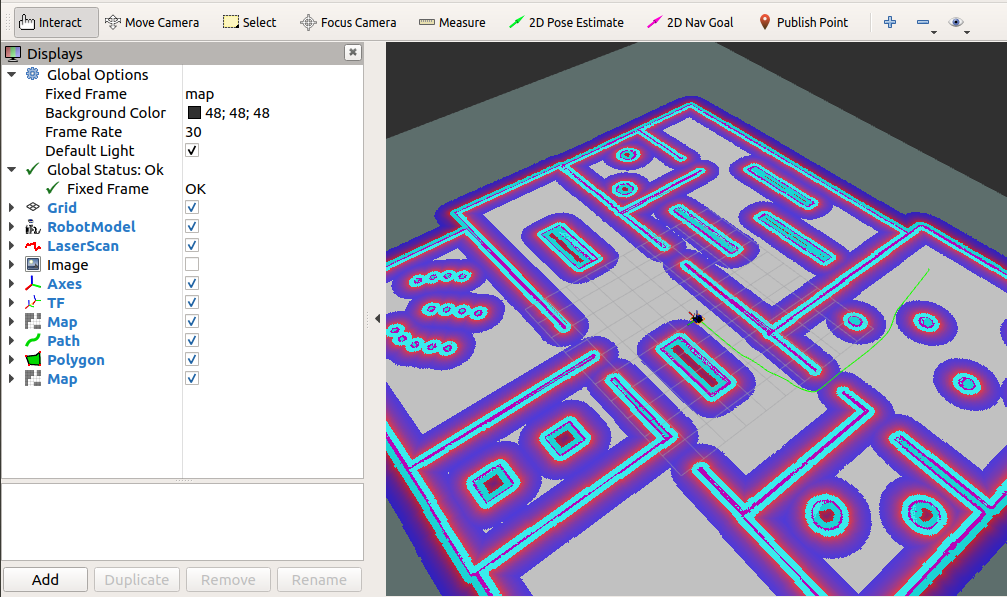 Interact Move Camera Select Focus Camera Measure 2D Pose Estimate 2D Nav Goal Publish Point
Displays
Global Options
Fixed Frame map
Background Color 48; 48; 48
Frame Rate 30
Default Light
Global Status: Ok
Fixed Frame OK
Grid
RobotModel
LaserScan
Image
Axes
TF
Map
Path
Polygon
Map
Add Duplicate Remove Rename